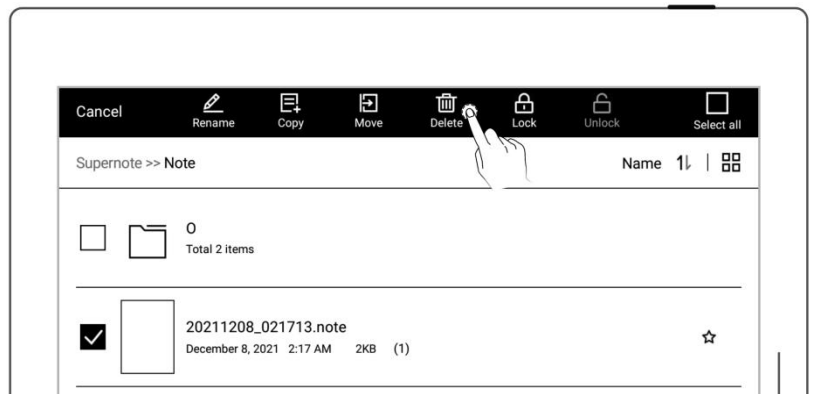 Cancel Rename Copy Move Delete Lock Unlock Select all
Supernote >> Note Name
O
Total 2 items
20211208_021713.note
December 8, 2021 2:17 AM 2KB (1)